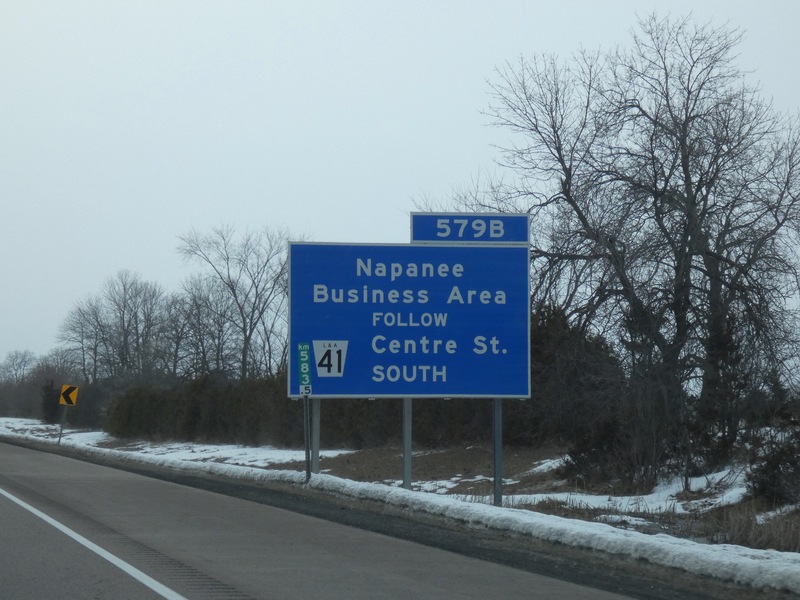 579B
Napanee
Business Area
FOLLOW
Centre St.
SOUTH
L&A
41
km
583
.5